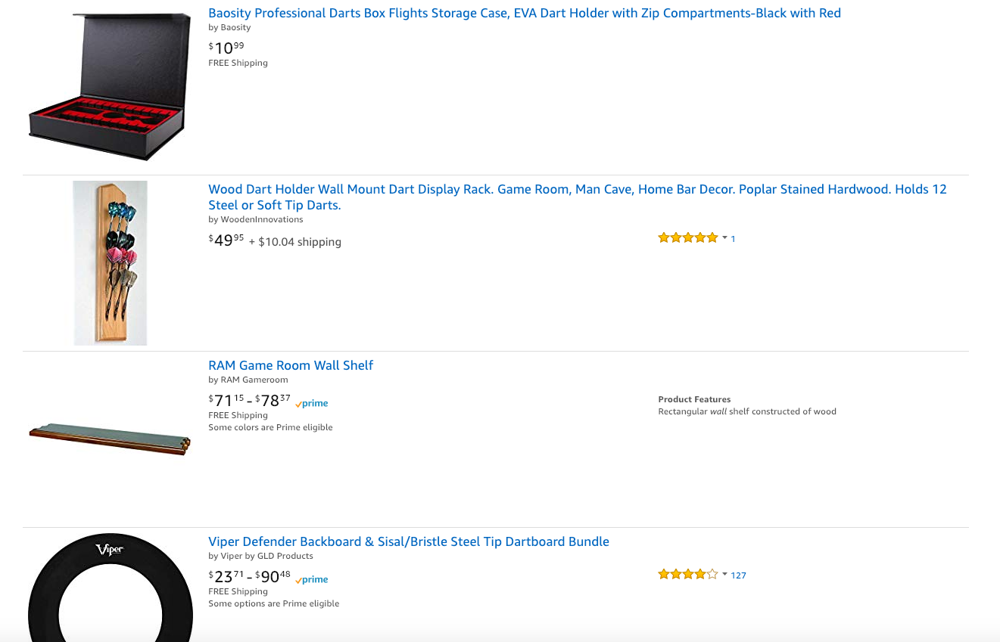 Baosity Professional Darts Box Flights Storage Case, EVA Dart Holder with Zip Compartments-Black with Red
by Baosity
$10.99
FREE Shipping
Wood Dart Holder Wall Mount Dart Display Rack. Game Room, Man Cave, Home Bar Decor. Poplar Stained Hardwood. Holds 12
Steel or Soft Tip Darts.
by WoodenInnovations
$49.95 + $10.04 shipping
1
RAM Game Room Wall Shelf
by RAM Gameroom
$71.15 - $78.37 prime
FREE Shipping
Some colors are Prime eligible
Product Features
Rectangular wall shelf constructed of wood
Viper
Viper Defender Backboard & Sisal/Bristle Steel Tip Dartboard Bundle
by Viper by GLD Products
$23.71 - $90.48 prime
FREE Shipping
Some options are Prime eligible
127